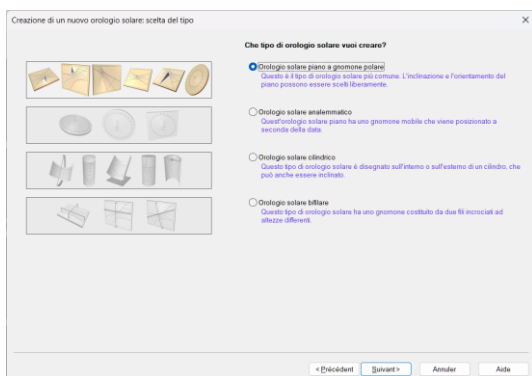 Creazione di un nuovo orologio solare: scelta del tipo
Che tipo di orologio solare vuoi creare?
Orologio solare piano a gnomone polare
Questo è il tipo di orologio solare più comune. L'inclinazione e l'orientamento del
piano possono essere scelti liberamente.
Orologio solare analemmatico
Quest'orologio solare piano ha uno gnomone mobile che viene posizionato a
seconda della data.
Orologio solare cilindrico
Questo tipo di orologio solare è disegnato sull'interno o sull'esterno di un cilindro, che
può anche essere inclinato.
Orologio solare bifilare
Questo tipo di orologio solare ha uno gnomone costituito da due fili incrociati ad
altezze differenti.
< Précédent Suivant > Annuler Aide